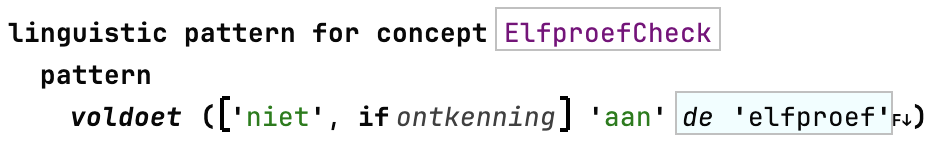 linguistic pattern for concept ElfproefCheck
pattern
voldoet (['niet', if ontkenning] 'aan' de 'elfproef'F↓)